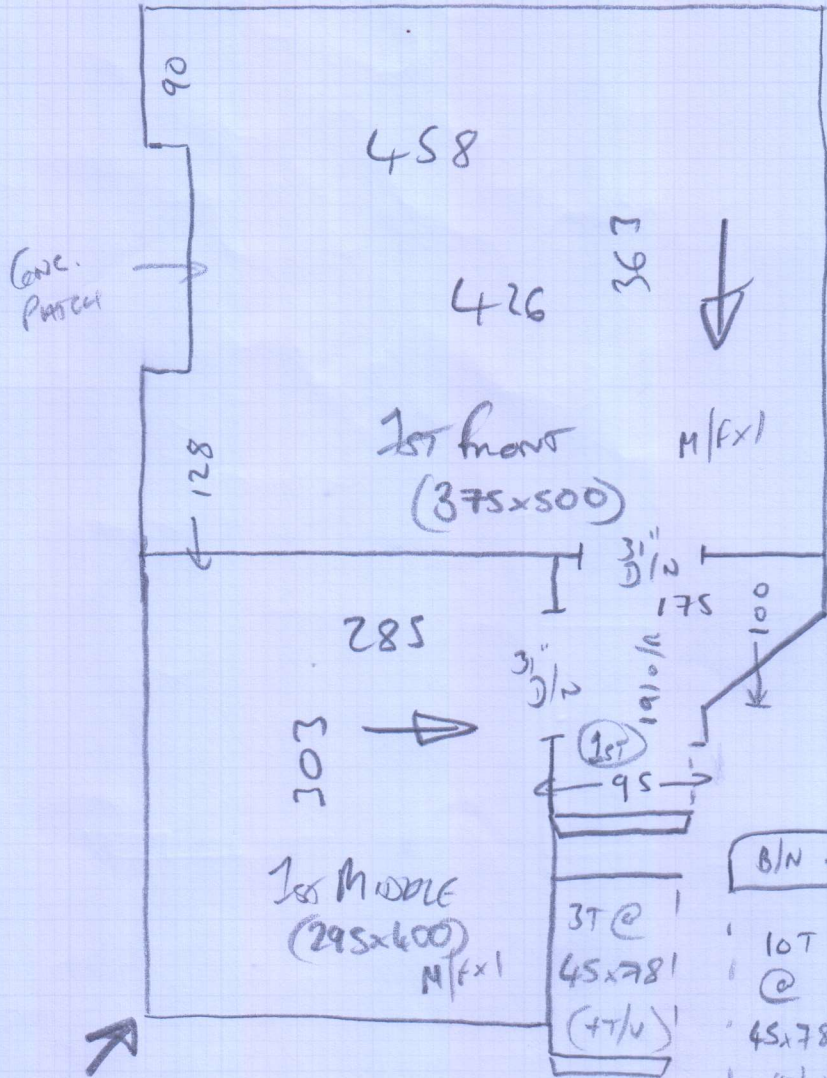 90
458
363
CONC.
PATCH
426
1ST FRONT
M/Fx1
(375x500)
128
31"
D/N
175
100
285
31"
D/N
303
1ST
95
1ST MIDDLE
(295x400)
M/Fx1
B/N
3T @
45x78
(+T/N)
10T
@
45x78